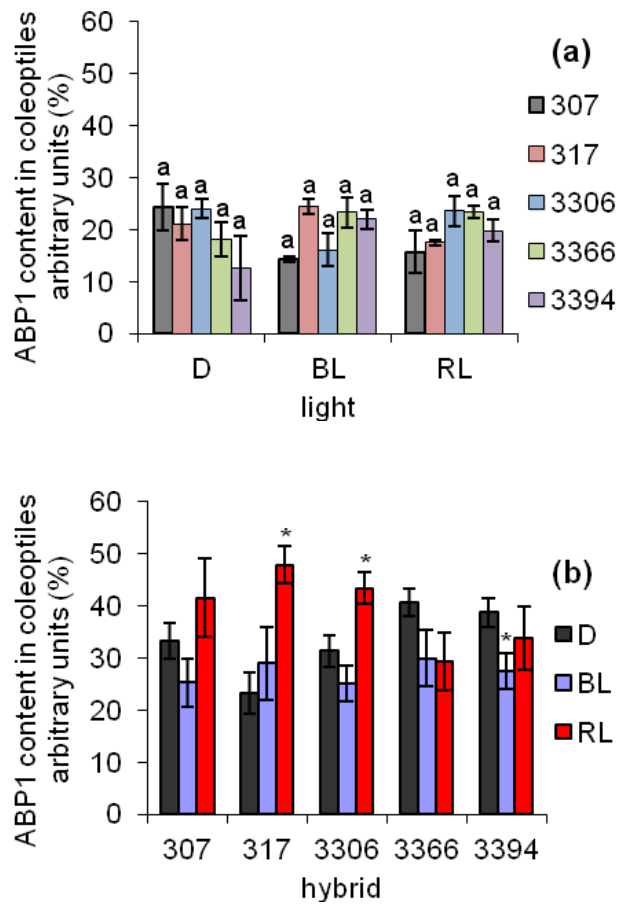 ABP1 content in coleoptiles
arbitrary units (%)
60
50
40
30
20
10
0
a a a a a
a a a a a
a a a a a
D BL RL
light
(a)
307
317
3306
3366
3394
ABP1 content in coleoptiles
arbitrary units (%)
60
50
40
30
20
10
0
* * *
307 317 3306 3366 3394
hybrid
(b)
D
BL
RL